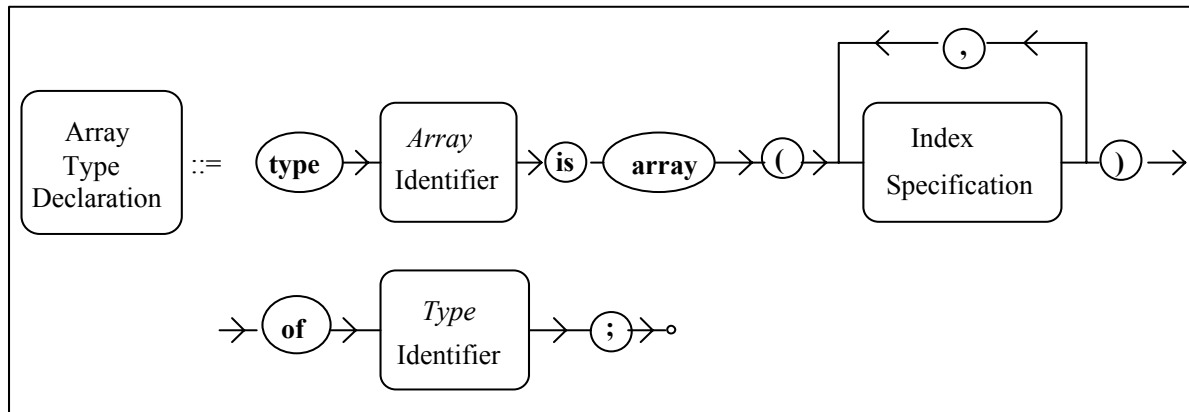 ,
Array
Type
Declaration
::=
type
Array
Identifier
is
array
(
Index
Specification
)
of
Type
Identifier
;